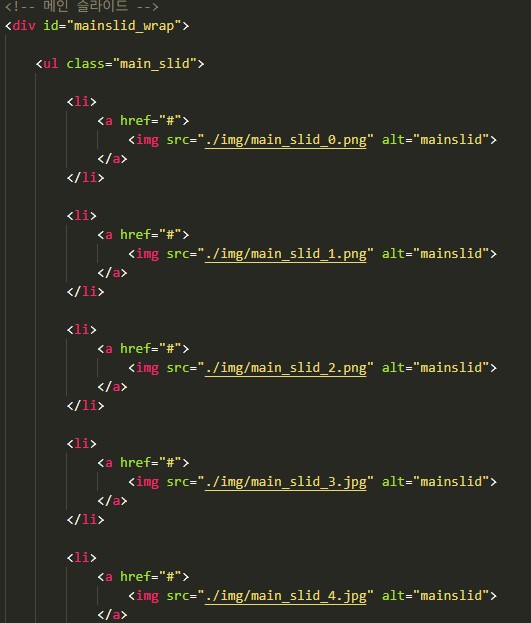 <!-- 메인 슬라이드 -->
<div id="mainslid_wrap">
<ul class="main_slid">
<li>
<a href="#">
<img src="./img/main_slid_0.png" alt="mainslid">
</a>
</li>
<li>
<a href="#">
<img src="./img/main_slid_1.png" alt="mainslid">
</a>
</li>
<li>
<a href="#">
<img src="./img/main_slid_2.png" alt="mainslid">
</a>
</li>
<li>
<a href="#">
<img src="./img/main_slid_3.jpg" alt="mainslid">
</a>
</li>
<li>
<a href="#">
<img src="./img/main_slid_4.jpg" alt="mainslid">
</a>